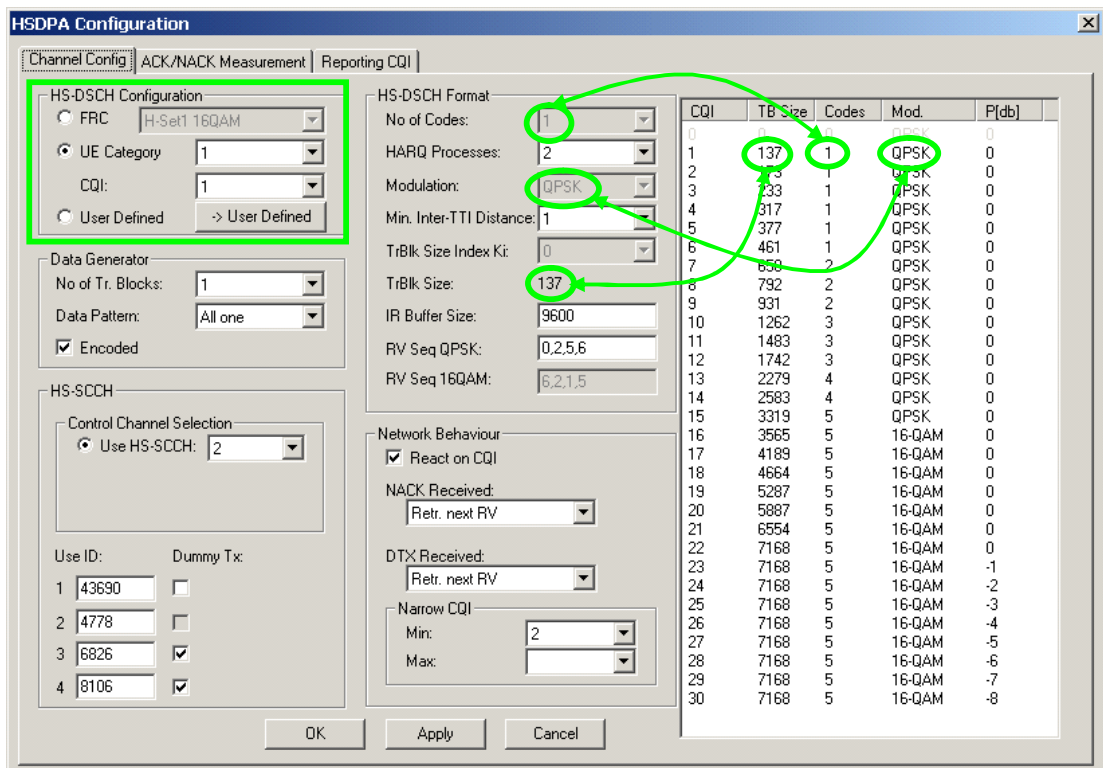 HSDPA Configuration
Channel Config
ACK/NACK Measurement
Reporting CQI
HS-DSCH Configuration
FRC H-Set1 16QAM
UE Category 1
CQI: 1
User Defined -> User Defined
Data Generator
No of Tr. Blocks: 1
Data Pattern: All one
Encoded
HS-SCCH
Control Channel Selection
Use HS-SCCH: 2
Use ID: Dummy Tx:
1 43690
2 4778
3 6826
4 8106
HS-DSCH Format
No of Codes: 1
HARQ Processes: 2
Modulation: QPSK
Min. Inter-TTI Distance: 1
TrBlk Size Index Ki: 0
TrBlk Size: 137
IR Buffer Size: 9600
RV Seq QPSK: 0,2,5,6
RV Seq 16QAM: 6,2,1,5
Network Behaviour
React on CQI
NACK Received:
Retr. next RV
DTX Received:
Retr. next RV
Narrow CQI
Min: 2
Max:
CQI TB Size Codes Mod. P[db]
0 0 0 QPSK 0
1 137 1 QPSK 0
2 173 1 QPSK 0
3 233 1 QPSK 0
4 317 1 QPSK 0
5 377 1 QPSK 0
6 461 1 QPSK 0
7 658 2 QPSK 0
8 792 2 QPSK 0
9 931 2 QPSK 0
10 1262 3 QPSK 0
11 1483 3 QPSK 0
12 1742 3 QPSK 0
13 2279 4 QPSK 0
14 2583 4 QPSK 0
15 3319 5 QPSK 0
16 3565 5 16-QAM 0
17 4189 5 16-QAM 0
18 4664 5 16-QAM 0
19 5287 5 16-QAM 0
20 5887 5 16-QAM 0
21 6554 5 16-QAM 0
22 7168 5 16-QAM 0
23 7168 5 16-QAM -1
24 7168 5 16-QAM -2
25 7168 5 16-QAM -3
26 7168 5 16-QAM -4
27 7168 5 16-QAM -5
28 7168 5 16-QAM -6
29 7168 5 16-QAM -7
30 7168 5 16-QAM -8
OK
Apply
Cancel